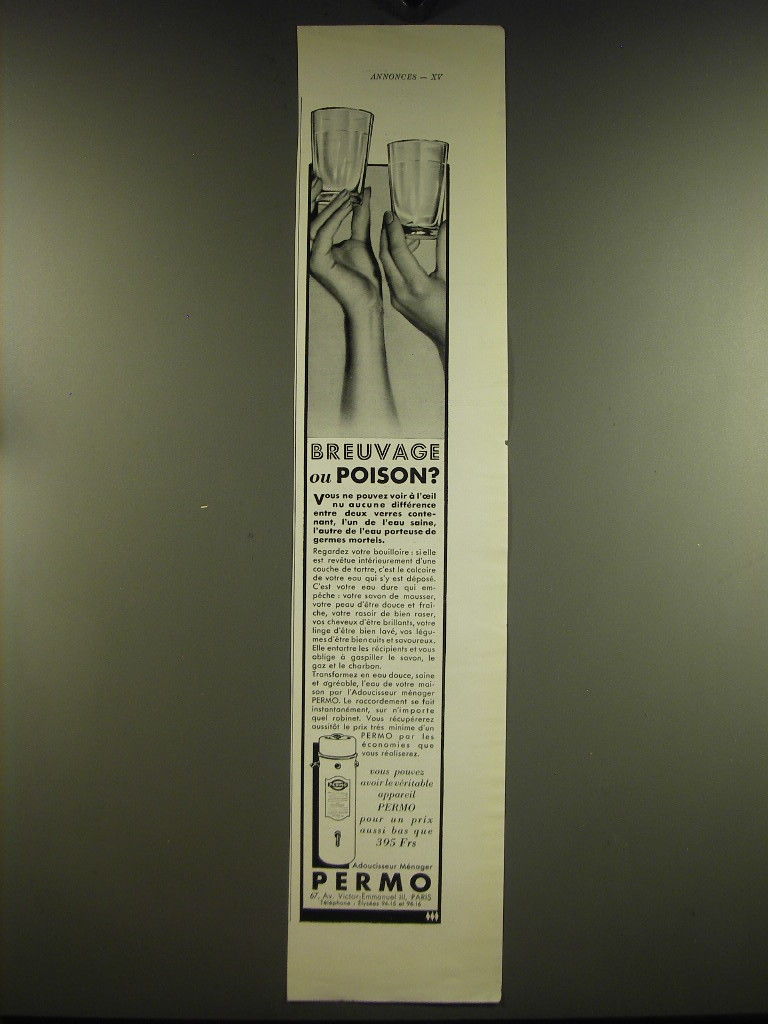 ANNONCES — XV
BREUVAGE
ou POISON?
Vous ne pouvez voir à l'œil
nu aucune différence
entre deux verres conte-
nant, l'un de l'eau saine,
l'autre de l'eau porteuse de
germes mortels.
Regardez votre bouilloire : si elle
est revêtue intérieurement d'une
couche de tartre, c'est le calcaire
de votre eau qui s'y est déposé.
C'est votre eau dure qui em-
pêche : votre savon de mousser,
votre peau d'être douce et fraî-
che, votre rasoir de bien raser,
vos cheveux d'être brillants, votre
linge d'être bien lavé, vos légu-
mes d'être bien cuits et savoureux.
Elle entartre les récipients et vous
oblige à gaspiller le savon, le
gaz et le charbon.
Transformez en eau douce, saine
et agréable, l'eau de votre mai-
son par l'Adoucisseur ménager
PERMO. Le raccordement se fait
instantanément, sur n'importe
quel robinet. Vous récupérerez
aussitôt le prix très minime d'un
PERMO par les
économies que
vous réaliserez.
PERMO
vous pouvez
avoir le véritable
appareil
PERMO
pour un prix
aussi bas que
395 Frs
Adoucisseur Ménager
PERMO
67, Av. Victor-Emmanuel III, PARIS
Téléphone : Elysées 94-15 et 94-16